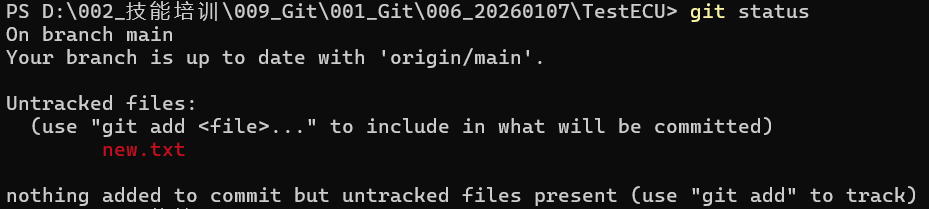 PS D:\002_技能培训\009_Git\001_Git\006_20260107\TestECU> git status
On branch main
Your branch is up to date with 'origin/main'.
Untracked files:
  (use "git add <file>..." to include in what will be committed)
        new.txt
nothing added to commit but untracked files present (use "git add" to track)